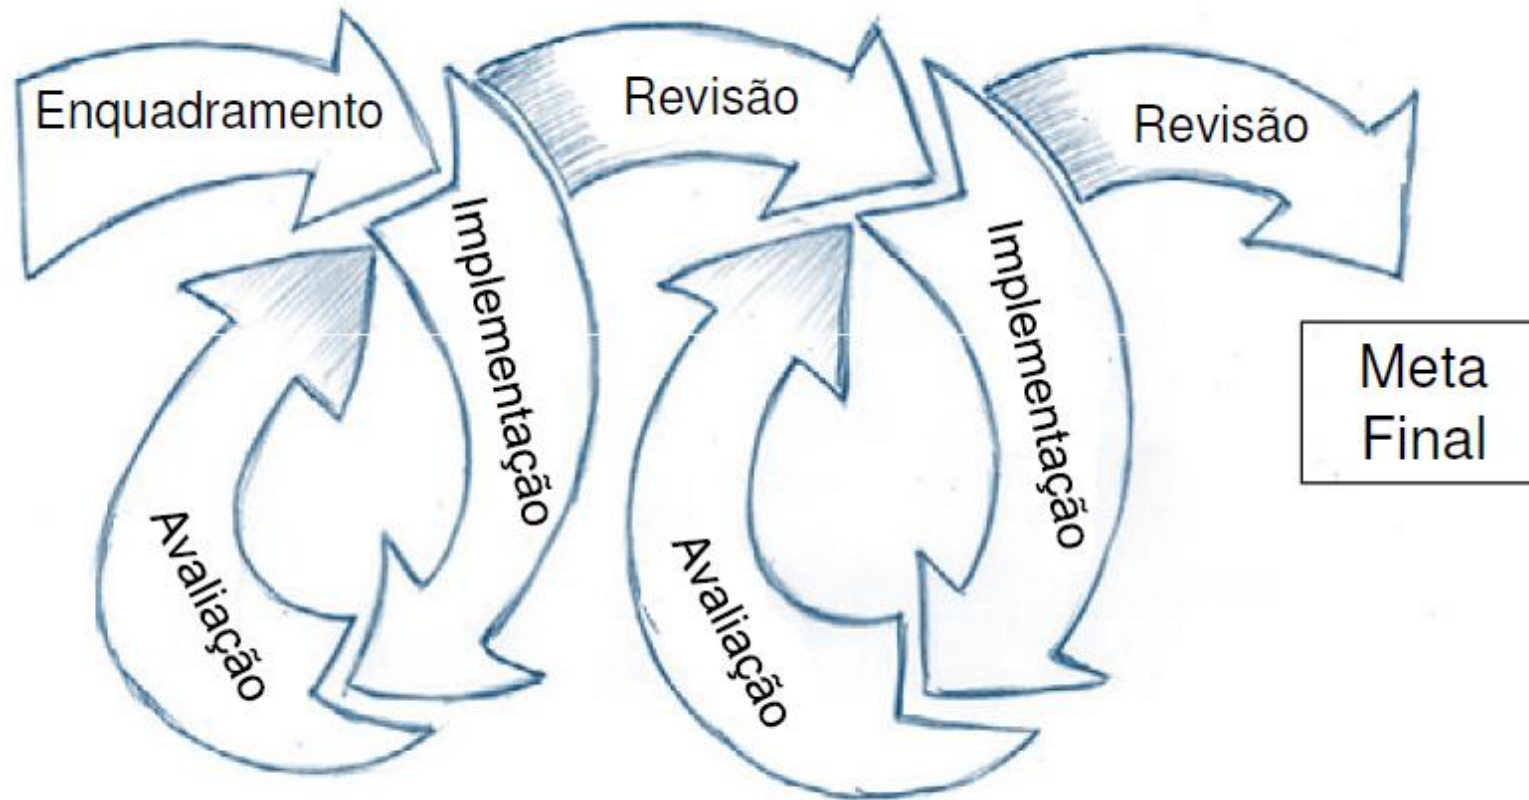 Enquadramento
Revisão
Revisão
Implementação
Implementação
Meta
Final
Avaliação
Avaliação